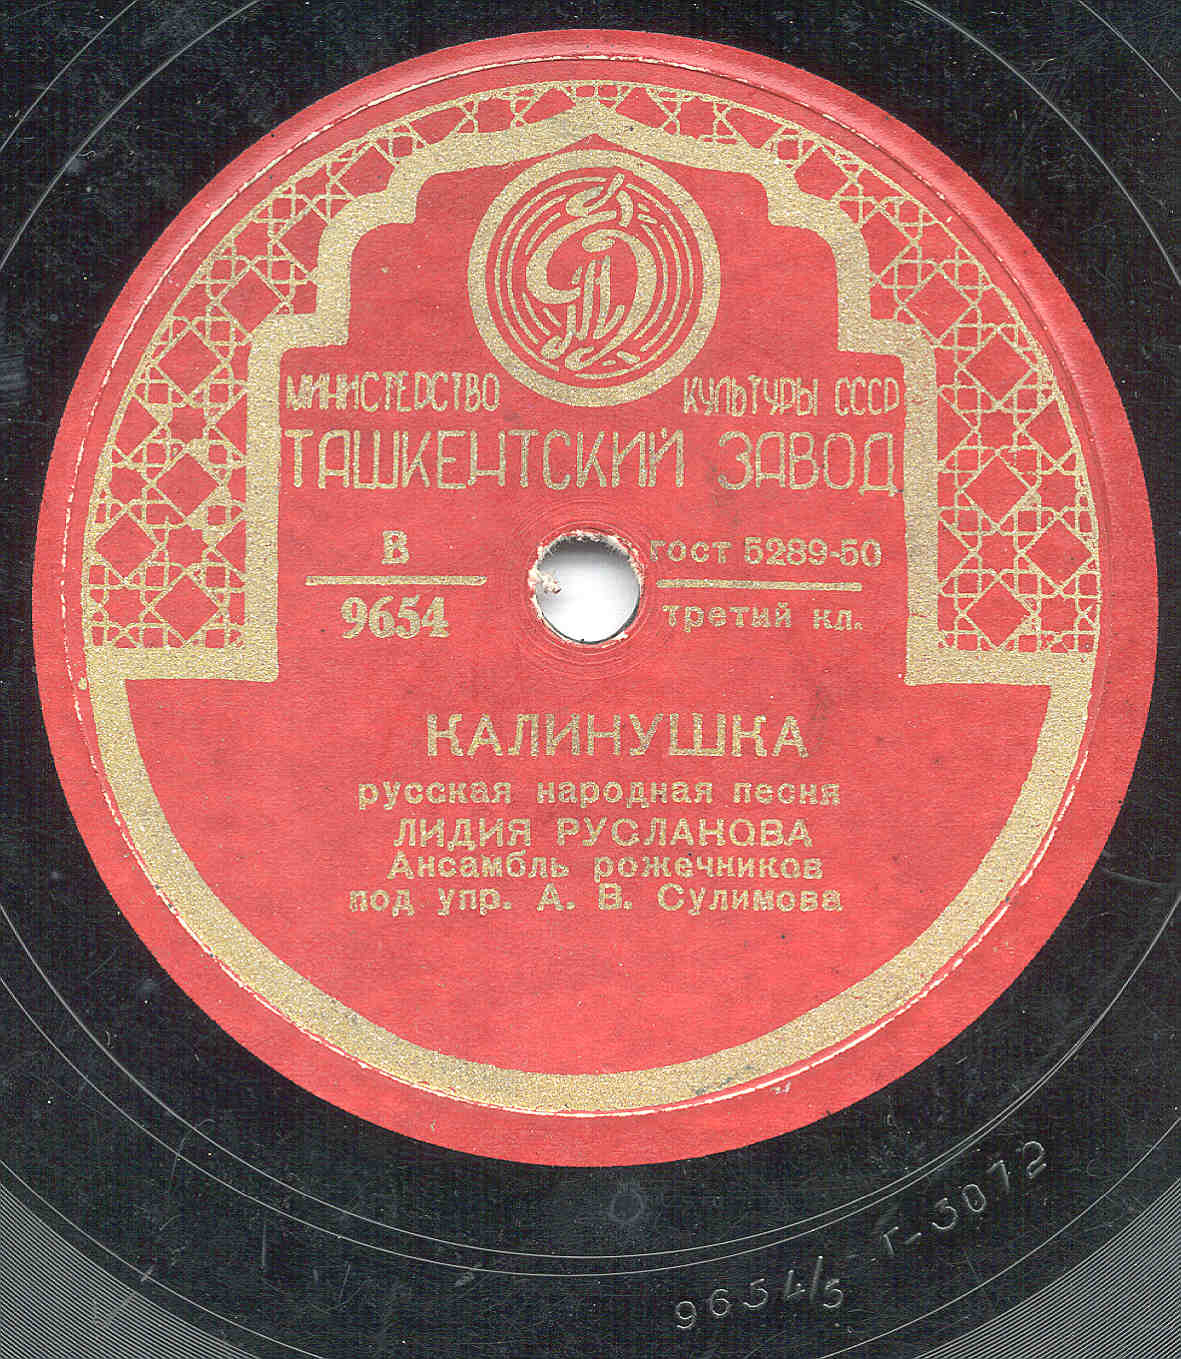 МИНИСТЕРСТВО КУЛЬТУРЫ СССР
ТАШКЕНТСКИЙ ЗАВОД
В
9654
ГОСТ 5289-50
третий кл.
КАЛИНУШКА
русская народная песня
ЛИДИЯ РУСЛАНОВА
Ансамбль рожечников
под упр. А. В. Сулимова
9654/5
Г-3072